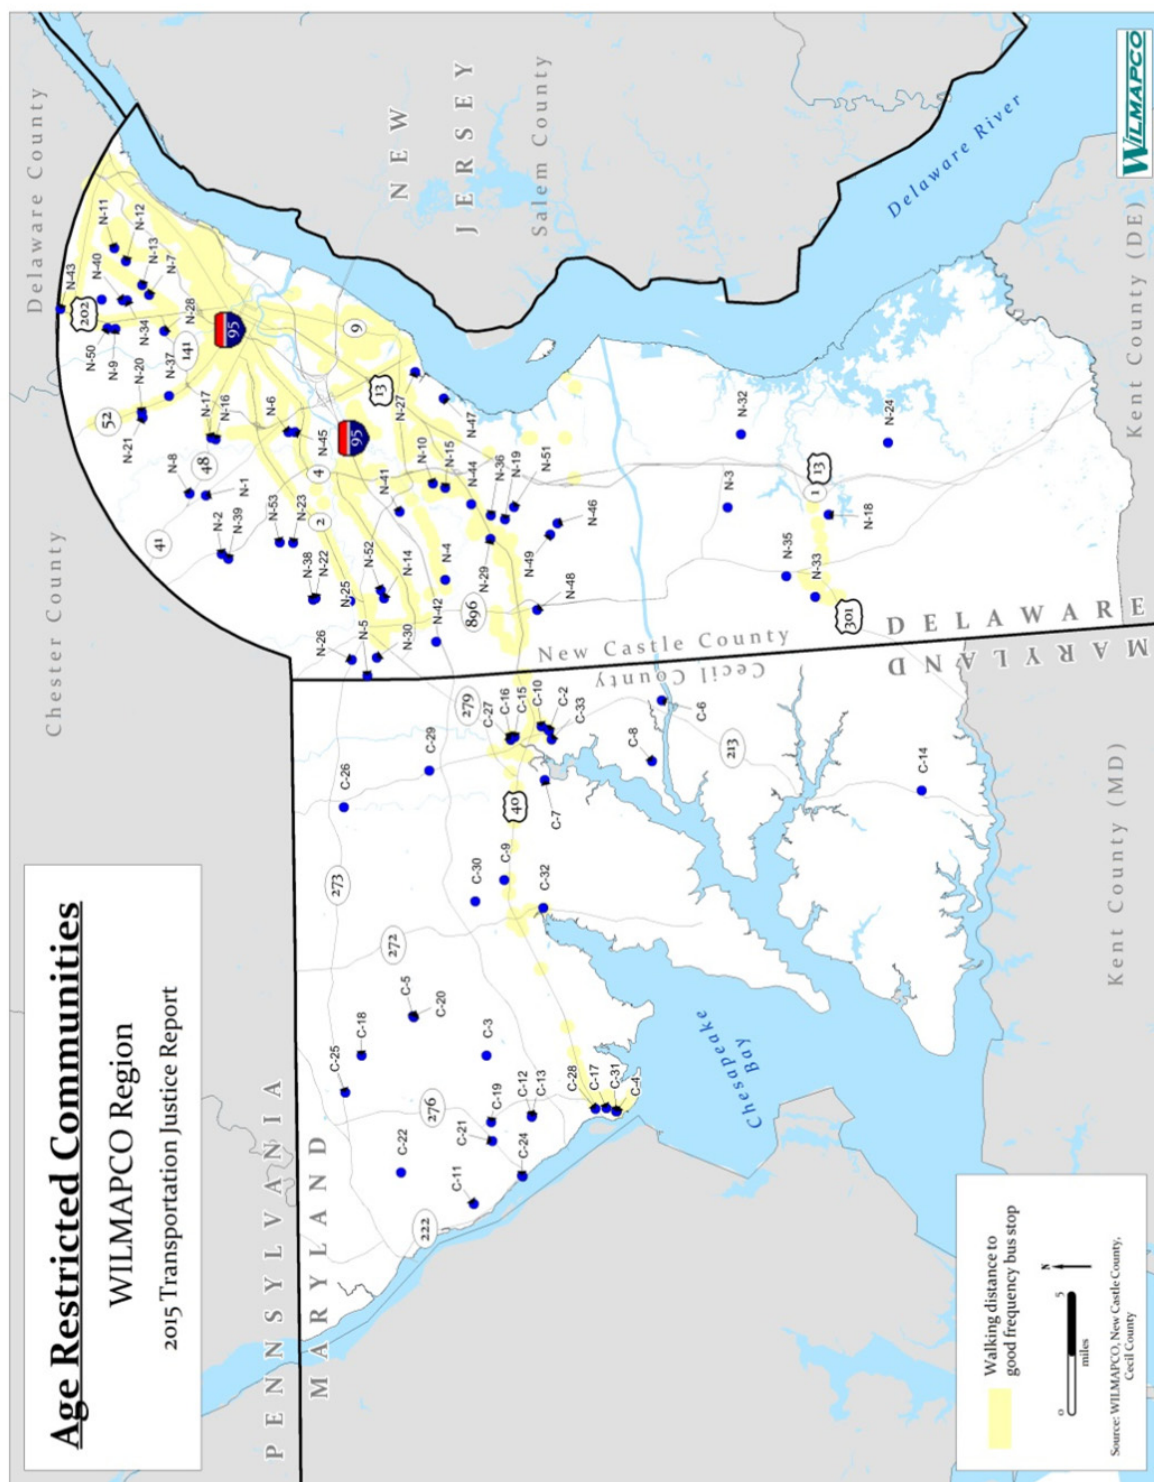 Age Restricted Communities
WILMAPCO Region
2015 Transportation Justice Report
PENNSYLVANIA
MARYLAND
Chester County
Delaware County
NEW
JERSEY
Salem County
Delaware River
WILMAPCO
Kent County (DE)
Kent County (MD)
DELAWARE
MARYLAND
New Castle County
Cecil County
Chesapeake
Bay
222
276
272
273
279
40
213
896
301
1
13
41
48
52
141
202
95
9
13
95
4
2
N-43
N-40
N-11
N-12
N-13
N-7
N-28
N-34
N-50
N-9
N-20
N-37
N-21
N-17
N-16
N-6
N-45
N-8
N-1
N-2
N-39
N-53
N-23
N-38
N-22
N-25
N-52
N-14
N-5
N-26
N-30
N-42
N-4
N-41
N-10
N-15
N-27
N-47
N-44
N-36
N-19
N-51
N-46
N-49
N-29
N-48
N-32
N-3
N-24
N-18
N-35
N-33
C-27
C-16
C-15
C-10
C-2
C-33
C-6
C-8
C-7
C-14
C-29
C-26
C-30
C-9
C-32
C-5
C-20
C-18
C-25
C-3
C-19
C-21
C-12
C-13
C-24
C-22
C-11
C-28
C-17
C-31
C-4
Walking distance to
good frequency bus stop
0
5
miles
N
Source: WILMAPCO, New Castle County,
Cecil County